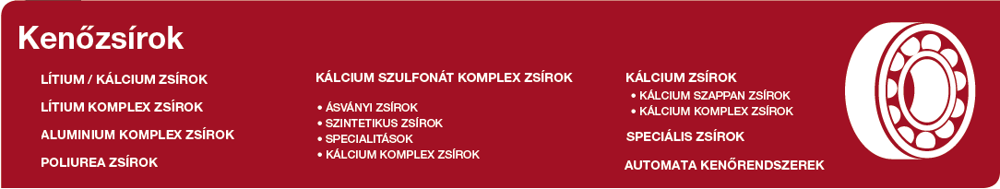 Kenőzsírok
LÍTIUM / KÁLCIUM ZSÍROK
LÍTIUM KOMPLEX ZSÍROK
ALUMINIUM KOMPLEX ZSÍROK
POLIUREA ZSÍROK
KÁLCIUM SZULFONÁT KOMPLEX ZSÍROK
• ÁSVÁNYI ZSÍROK
• SZINTETIKUS ZSÍROK
• SPECIALITÁSOK
• KÁLCIUM KOMPLEX ZSÍROK
KÁLCIUM ZSÍROK
• KÁLCIUM SZAPPAN ZSÍROK
• KÁLCIUM KOMPLEX ZSÍROK
SPECIÁLIS ZSÍROK
AUTOMATA KENŐRENDSZEREK